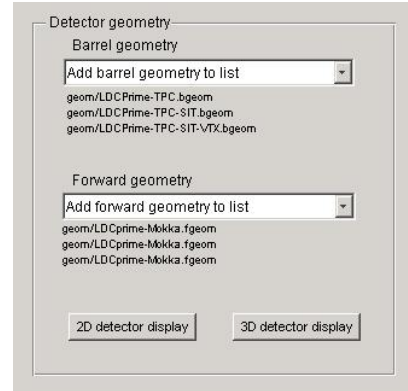 Detector geometry
Barrel geometry
Add barrel geometry to list
geom/LDCPrime-TPC.bgeom
geom/LDCPrime-TPC-SIT.bgeom
geom/LDCPrime-TPC-SIT-VTX.bgeom
Forward geometry
Add forward geometry to list
geom/LDCprime-Mokka.fgeom
geom/LDCprime-Mokka.fgeom
geom/LDCprime-Mokka.fgeom
2D detector display
3D detector display